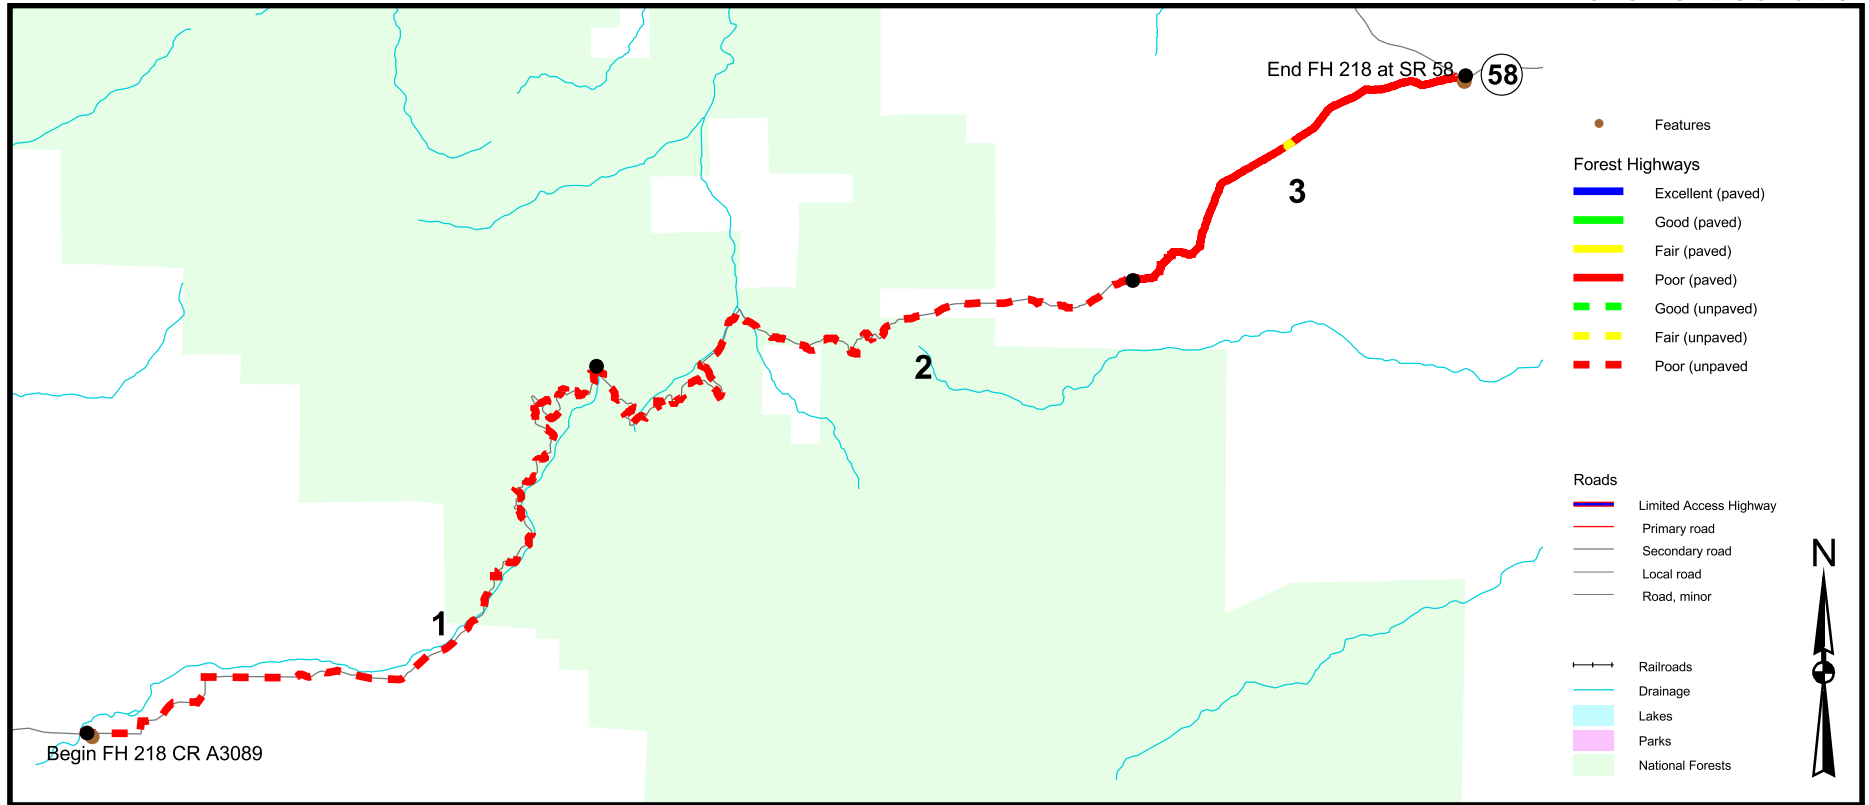 End FH 218 at SR 58
58
3
2
1
Begin FH 218 CR A3089
Features
Forest Highways
Excellent (paved)
Good (paved)
Fair (paved)
Poor (paved)
Good (unpaved)
Fair (unpaved)
Poor (unpaved
Roads
Limited Access Highway
Primary road
Secondary road
Local road
Road, minor
Railroads
Drainage
Lakes
Parks
National Forests
N